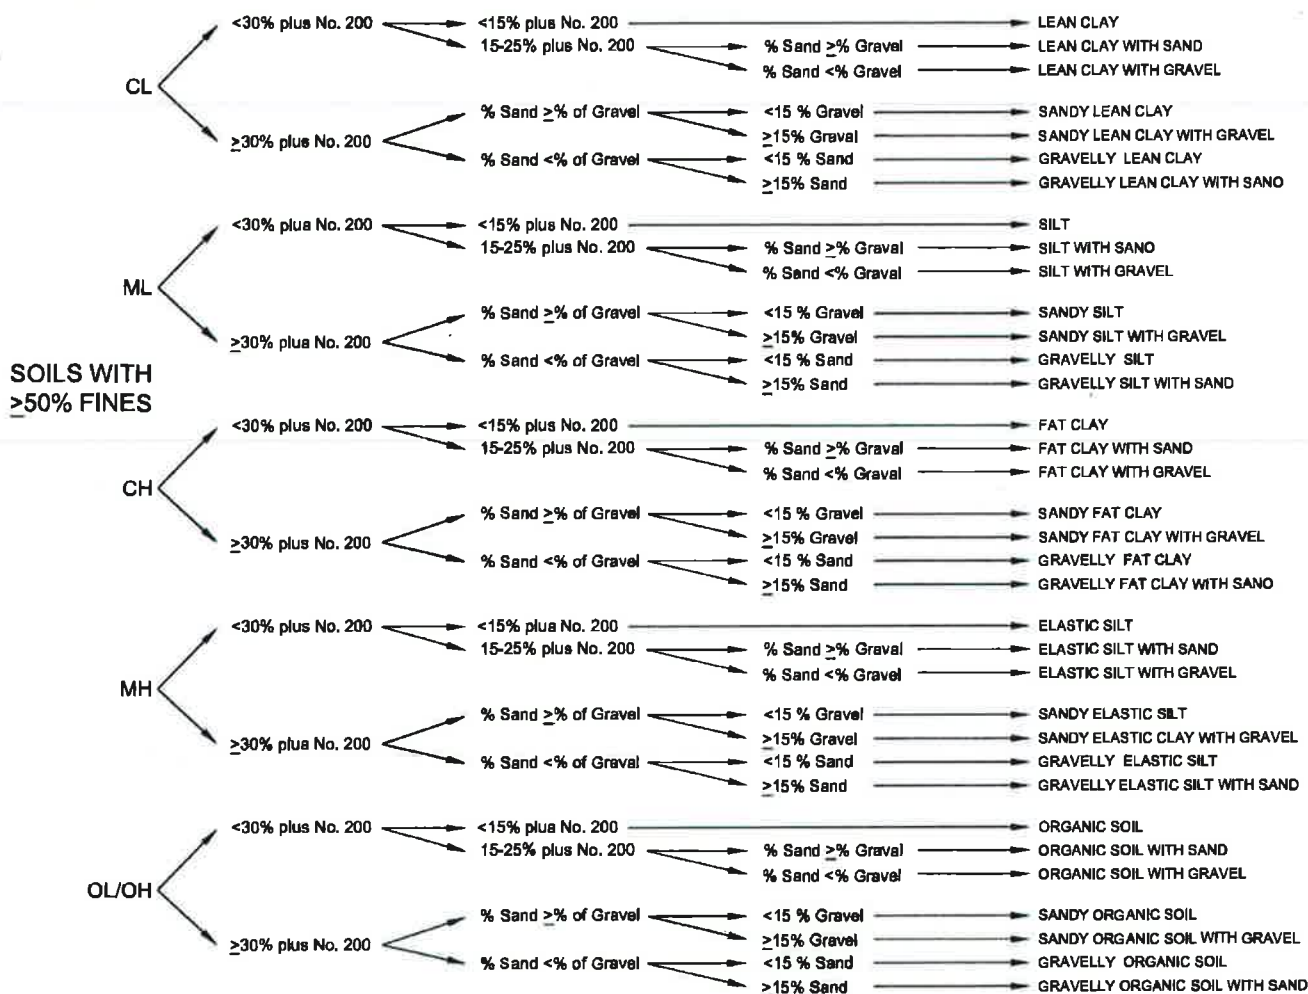 <30% plus No. 200 <15% plus No. 200 LEAN CLAY
15-25% plus No. 200 % Sand ≥% Gravel LEAN CLAY WITH SAND
% Sand <% Gravel LEAN CLAY WITH GRAVEL
CL
% Sand ≥% of Gravel <15 % Gravel SANDY LEAN CLAY
≥30% plus No. 200 ≥15% Graval SANDY LEAN CLAY WITH GRAVEL
% Sand <% of Gravel <15 % Sand GRAVELLY LEAN CLAY
≥15% Sand GRAVELLY LEAN CLAY WITH SANO
<30% plua No. 200 <15% plus No. 200 SILT
15-25% plus No. 200 % Sand ≥% Graval SILT WITH SANO
% Sand <% Graval SILT WITH GRAVEL
ML
% Sand ≥% of Gravel <15 % Gravel SANDY SILT
≥30% plus No. 200 ≥15% Gravel SANDY SILT WITH GRAVEL
% Sand <% of Gravel <15 % Sand GRAVELLY SILT
≥15% Sand GRAVELLY SILT WITH SAND
SOILS WITH
≥50% FINES
<30% plus No. 200 <15% plus No. 200 FAT CLAY
15-25% plus No. 200 % Sand ≥% Gravel FAT CLAY WITH SAND
% Sand <% Gravel FAT CLAY WITH GRAVEL
CH
% Sand ≥% of Gravel <15 % Gravel SANDY FAT CLAY
≥30% plus No. 200 ≥15% Gravel SANDY FAT CLAY WITH GRAVEL
% Sand <% of Gravel <15 % Sand GRAVELLY FAT CLAY
≥15% Sand GRAVELLY FAT CLAY WITH SANO
<30% plus No. 200 <15% plua No. 200 ELASTIC SILT
15-25% plus No. 200 % Sand ≥% Graval ELASTIC SILT WITH SAND
% Sand <% Gravel ELASTIC SILT WITH GRAVEL
MH
% Sand ≥% of Gravel <15 % Gravel SANDY ELASTIC SILT
≥30% plua No. 200 ≥15% Gravel SANDY ELASTIC CLAY WITH GRAVEL
% Sand <% of Graval <15 % Sand GRAVELLY ELASTIC SILT
≥15% Sand GRAVELLY ELASTIC SILT WITH SAND
<30% plus No. 200 <15% plua No. 200 ORGANIC SOIL
15-25% plus No. 200 % Sand ≥% Graval ORGANIC SOIL WITH SAND
% Sand <% Gravel ORGANIC SOIL WITH GRAVEL
OL/OH
% Sand ≥% of Gravel <15 % Gravel SANDY ORGANIC SOIL
≥30% plus No. 200 ≥15% Gravel SANDY ORGANIC SOIL WITH GRAVEL
% Sand <% of Gravel <15 % Sand GRAVELLY ORGANIC SOIL
>15% Sand GRAVELLY ORGANIC SOIL WITH SAND